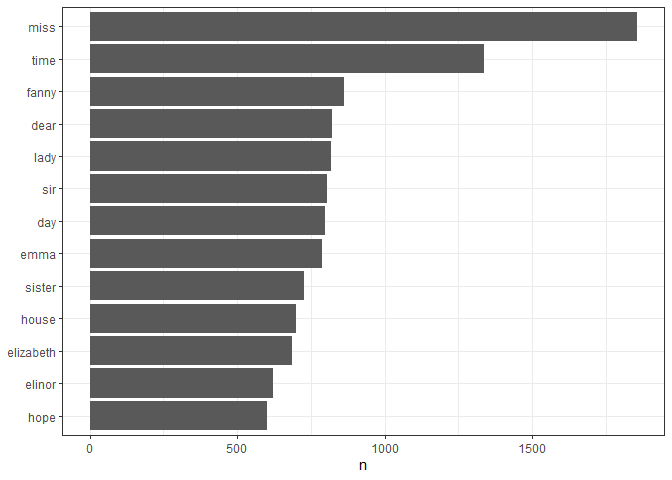 miss
time
fanny
dear
lady
sir
day
emma
sister
house
elizabeth
elinor
hope
0 500 1000 1500
n